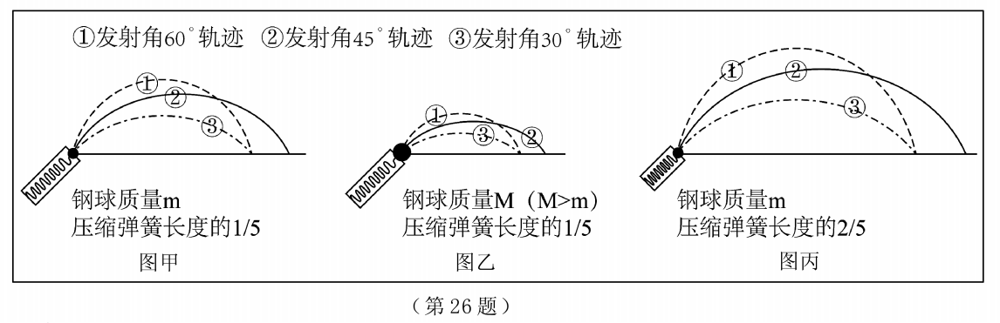 ①发射角60°轨迹 ②发射角45°轨迹 ③发射角30°轨迹
① ② ③
① ③ ②
① ② ③
钢球质量m
压缩弹簧长度的1/5
图甲
钢球质量M（M>m）
压缩弹簧长度的1/5
图乙
钢球质量m
压缩弹簧长度的2/5
图丙
（第26题）